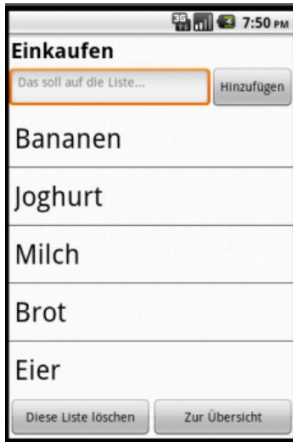 3G 7:50 PM
Einkaufen
Das soll auf die Liste... Hinzufügen
Bananen
Joghurt
Milch
Brot
Eier
Diese Liste löschen Zur Übersicht